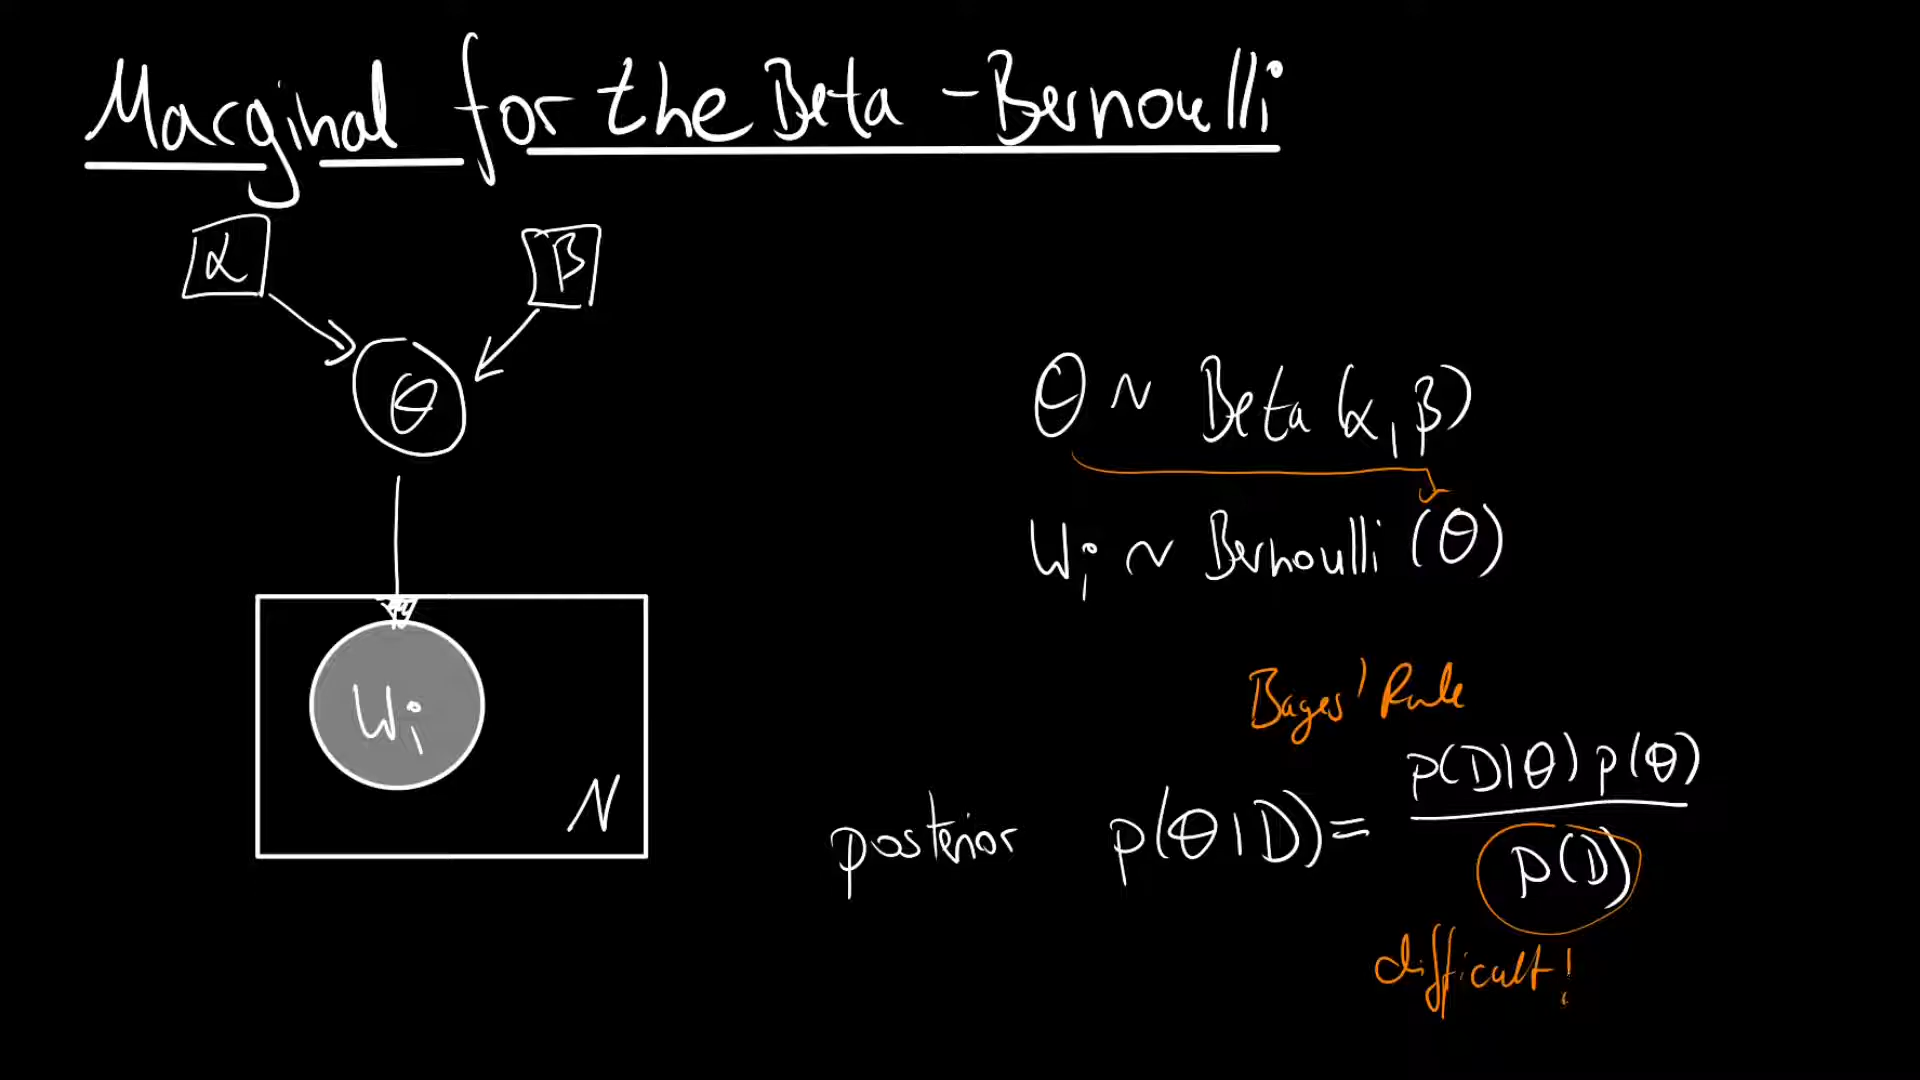 Marginal for the Beta-Bernoulli
α β
θ
θ ~ Beta (α, β)
Wi ~ Bernoulli (θ)
Wi
N
Bayes' Rule
posterior p(θ|D) = p(D|θ) p(θ)
p(D)
difficult!